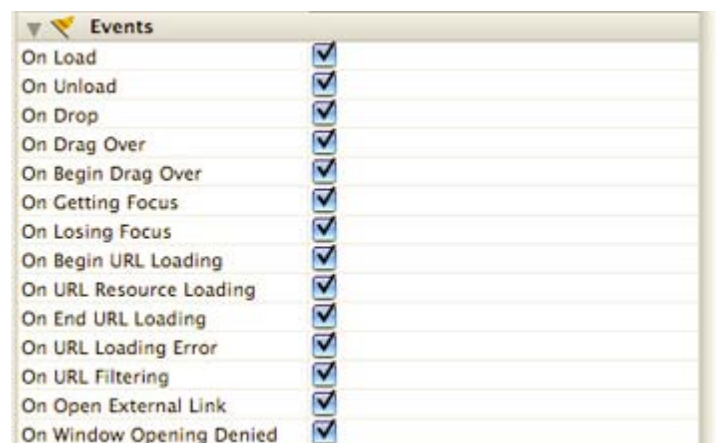 Events
On Load
On Unload
On Drop
On Drag Over
On Begin Drag Over
On Getting Focus
On Losing Focus
On Begin URL Loading
On URL Resource Loading
On End URL Loading
On URL Loading Error
On URL Filtering
On Open External Link
On Window Opening Denied